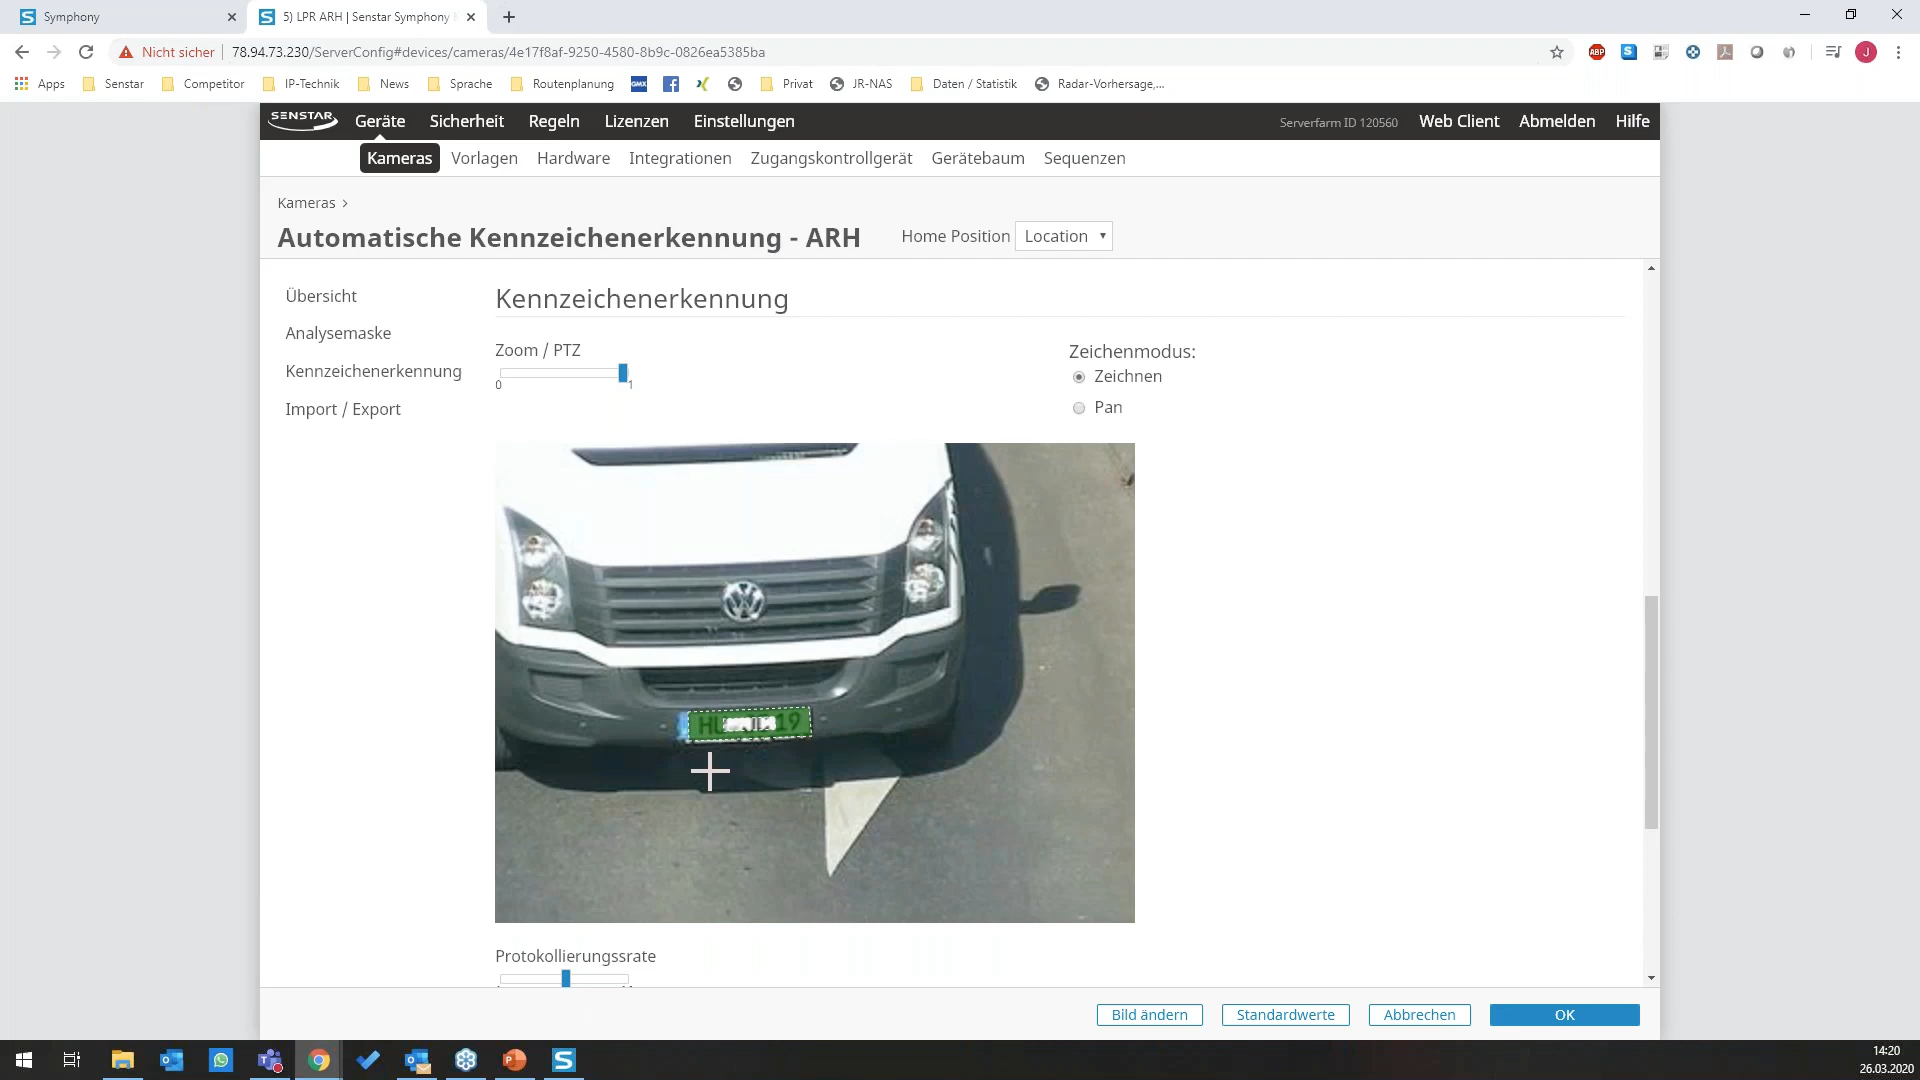 Symphony
5) LPR ARH | Senstar Symphony
Nicht sicher
78.94.73.230/ServerConfig#devices/cameras/4e17f8af-9250-4580-8b9c-0826ea5385ba
ABP
S
J
Apps
Senstar
Competitor
IP-Technik
News
Sprache
Routenplanung
GMX
Privat
JR-NAS
Daten / Statistik
Radar-Vorhersage,...
SENSTAR
Geräte
Sicherheit
Regeln
Lizenzen
Einstellungen
Serverfarm ID 120560
Web Client
Abmelden
Hilfe
Kameras
Vorlagen
Hardware
Integrationen
Zugangskontrollgerät
Gerätebaum
Sequenzen
Kameras >
Automatische Kennzeichenerkennung - ARH
Home Position
Location
Übersicht
Analysemaske
Kennzeichenerkennung
Import / Export
Kennzeichenerkennung
Zoom / PTZ
0
1
Zeichenmodus:
Zeichnen
Pan
Protokollierungsrate
Bild ändern
Standardwerte
Abbrechen
OK
14:20
26.03.2020